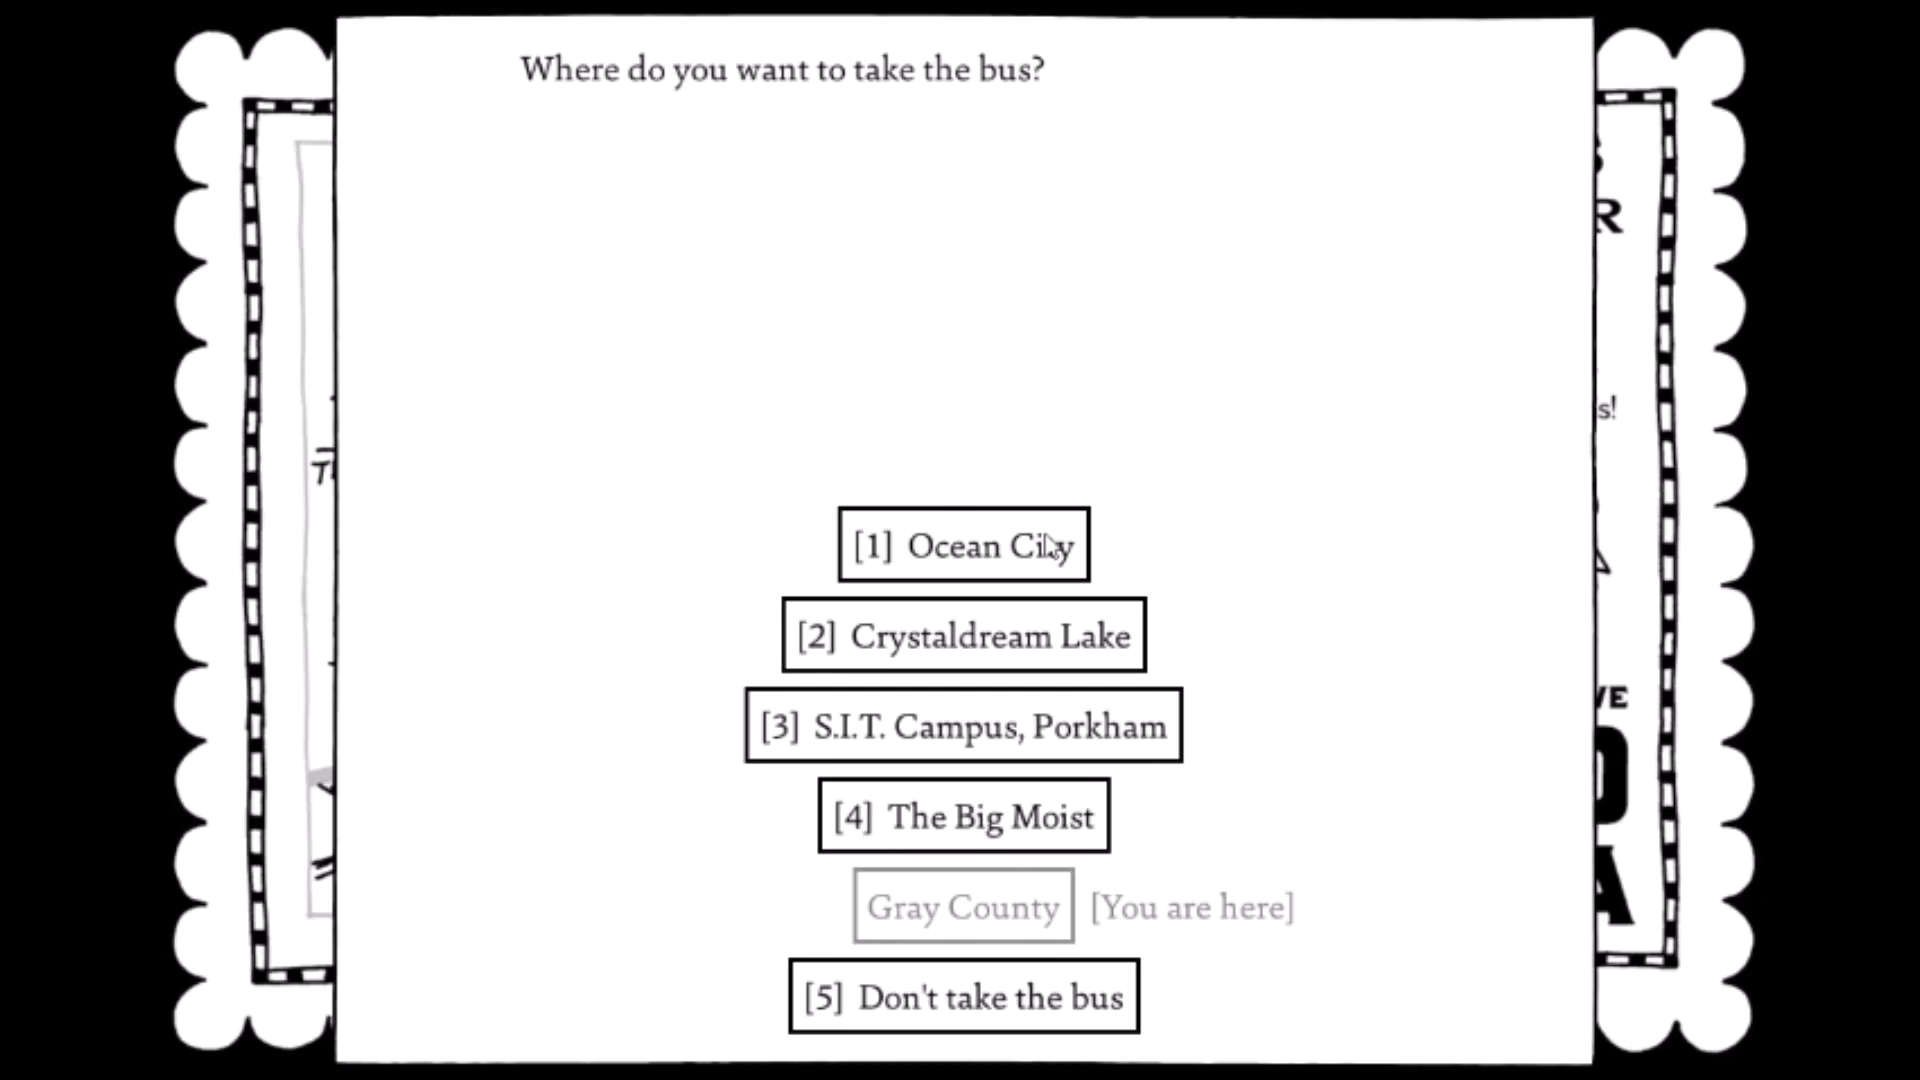 Where do you want to take the bus?
R
s!
[1] Ocean City
[2] Crystaldream Lake
[3] S.I.T. Campus, Porkham
VE
[4] The Big Moist
Gray County [You are here]
A
[5] Don't take the bus